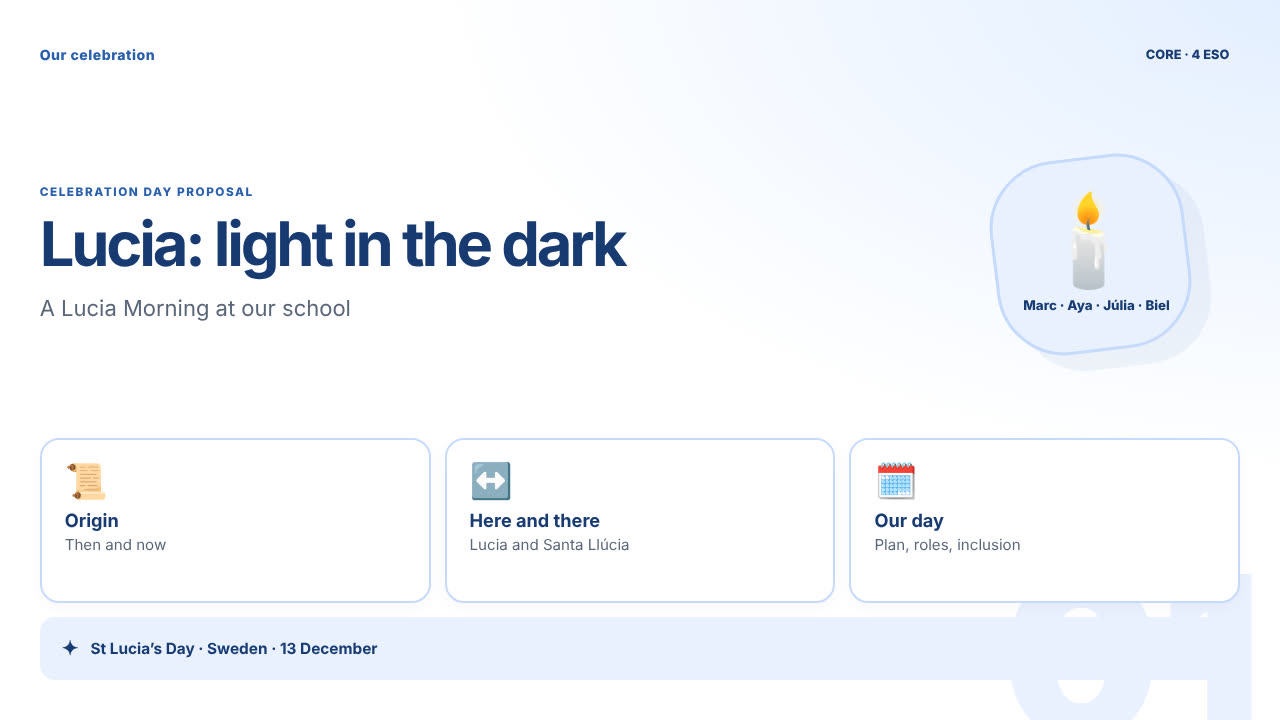 Our celebration
CORE · 4 ESO
CELEBRATION DAY PROPOSAL
Lucia: light in the dark
A Lucia Morning at our school
Marc · Aya · Júlia · Biel
Origin
Then and now
Here and there
Lucia and Santa Llúcia
Our day
Plan, roles, inclusion
✦ St Lucia’s Day · Sweden · 13 December
01